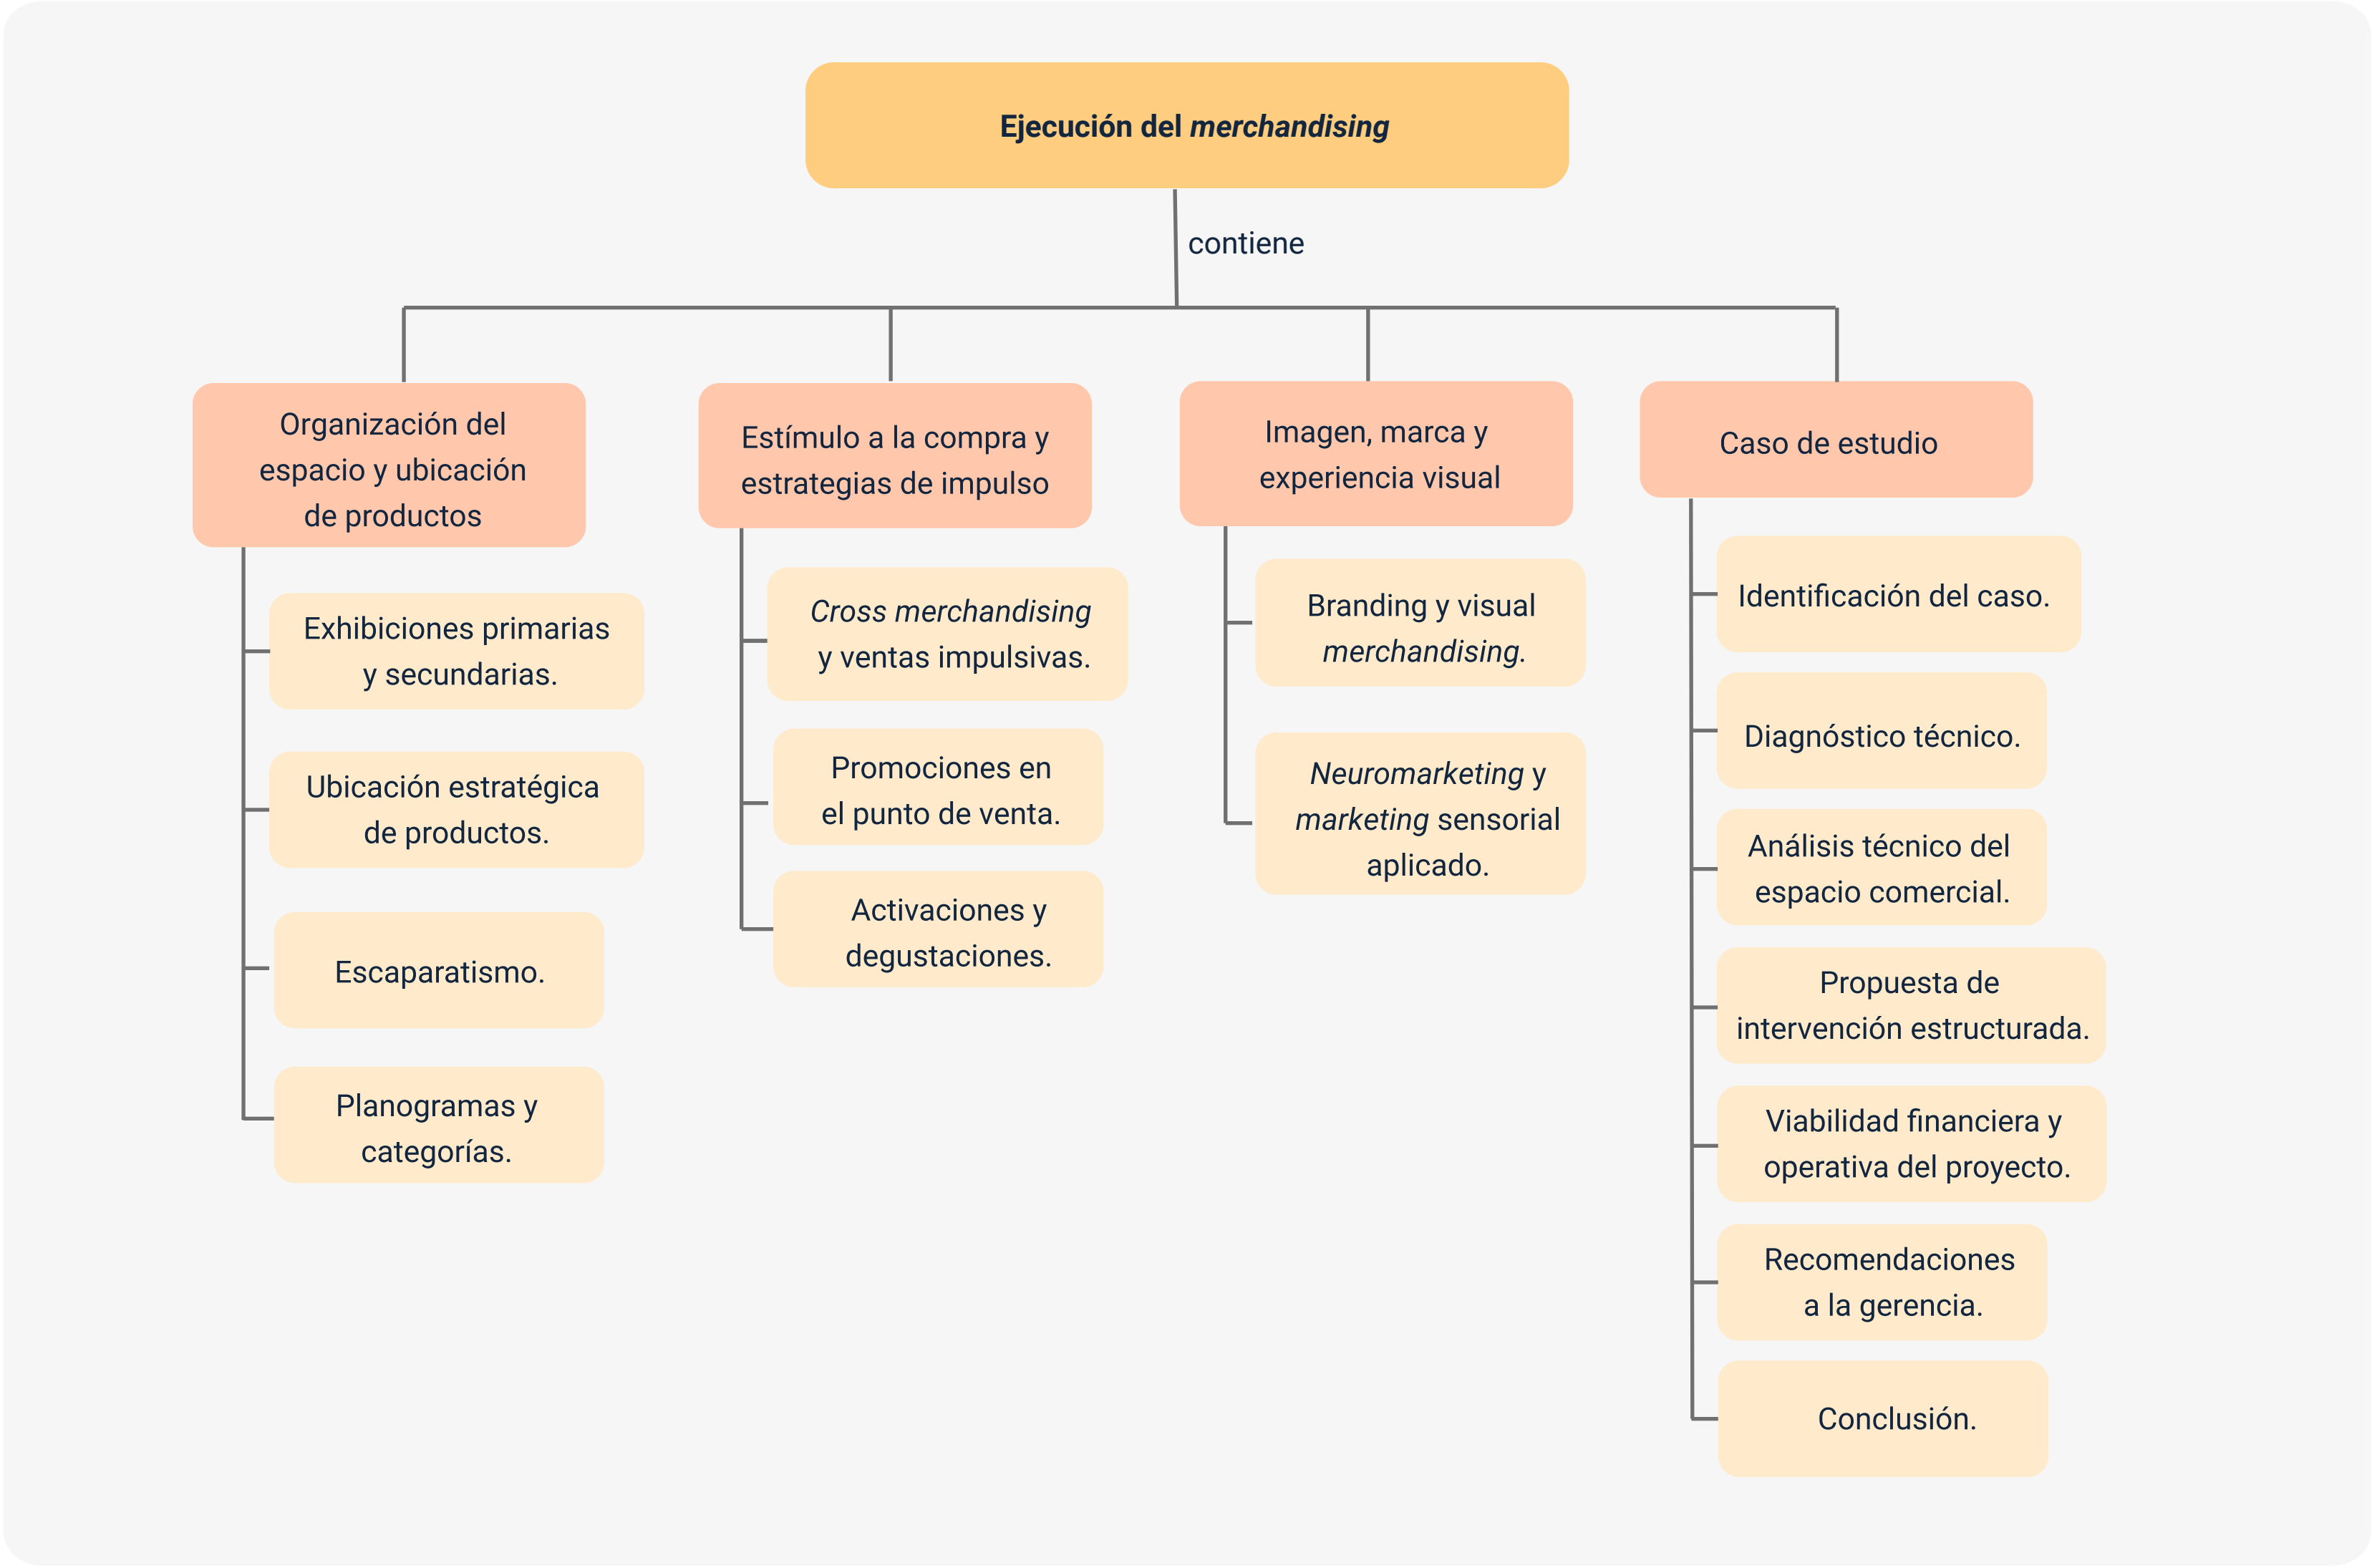 Ejecución del merchandising
contiene
Organización del
espacio y ubicación
de productos
Exhibiciones primarias
y secundarias.
Ubicación estratégica
de productos.
Escaparatismo.
Planogramas y
categorías.
Estímulo a la compra y
estrategias de impulso
Cross merchandising
y ventas impulsivas.
Promociones en
el punto de venta.
Activaciones y
degustaciones.
Imagen, marca y
experiencia visual
Branding y visual
merchandising.
Neuromarketing y
marketing sensorial
aplicado.
Caso de estudio
Identificación del caso.
Diagnóstico técnico.
Análisis técnico del
espacio comercial.
Propuesta de
intervención estructurada.
Viabilidad financiera y
operativa del proyecto.
Recomendaciones
a la gerencia.
Conclusión.